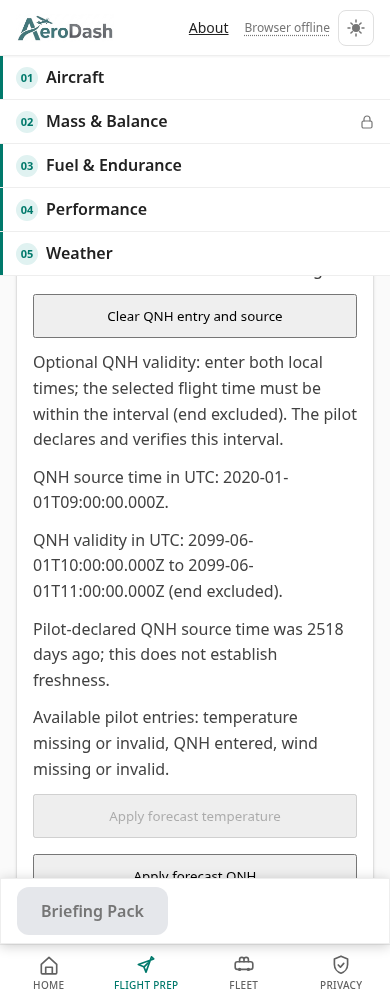 AeroDash
About
Browser offline
01 Aircraft
02 Mass & Balance
03 Fuel & Endurance
04 Performance
05 Weather
Clear QNH entry and source
Optional QNH validity: enter both local
times; the selected flight time must be
within the interval (end excluded). The pilot
declares and verifies this interval.
QNH source time in UTC: 2020-01-
01T09:00:00.000Z.
QNH validity in UTC: 2099-06-
01T10:00:00.000Z to 2099-06-
01T11:00:00.000Z (end excluded).
Pilot-declared QNH source time was 2518
days ago; this does not establish
freshness.
Available pilot entries: temperature
missing or invalid, QNH entered, wind
missing or invalid.
Apply forecast temperature
Apply forecast QNH
Briefing Pack
HOME
FLIGHT PREP
FLEET
PRIVACY